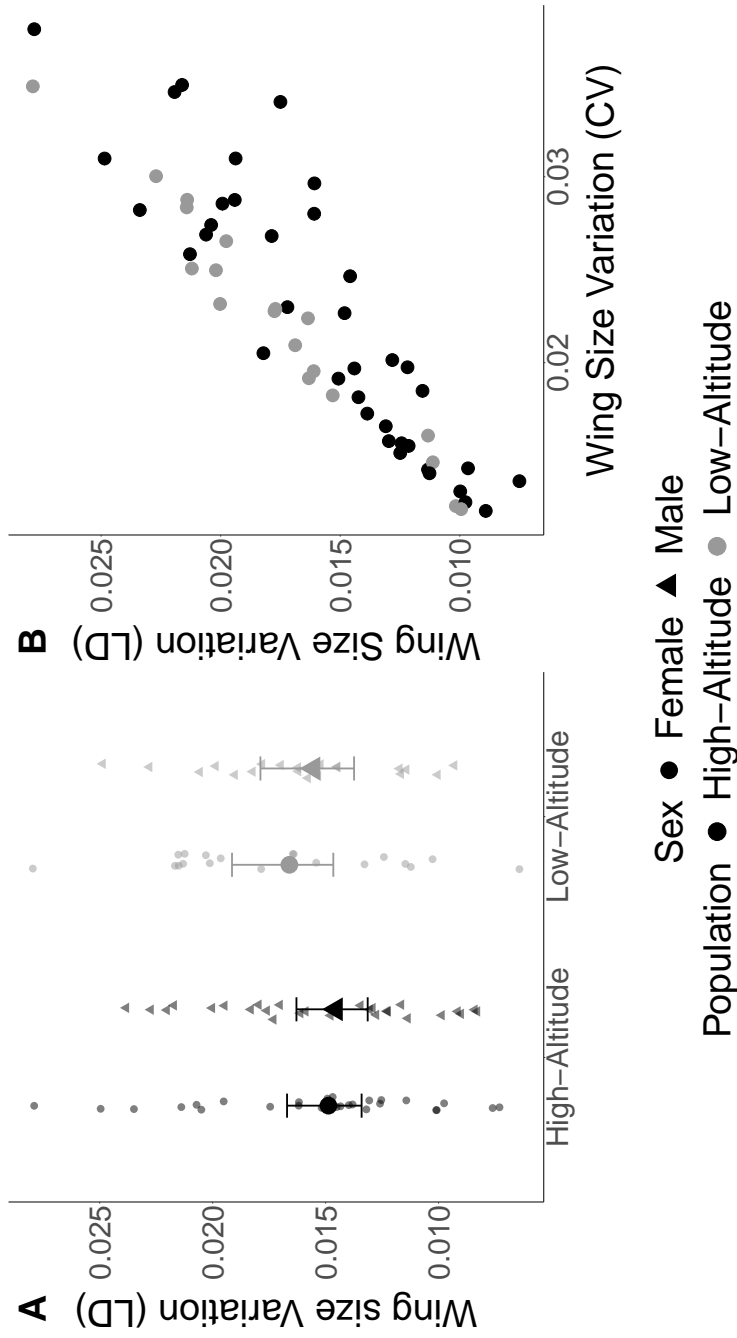 A
Wing size Variation (LD)
0.025
0.020
0.015
0.010
High−Altitude
Low−Altitude
B
Wing Size Variation (LD)
0.025
0.020
0.015
0.010
0.02
0.03
Wing Size Variation (CV)
Sex Female Male
Population High−Altitude Low−Altitude